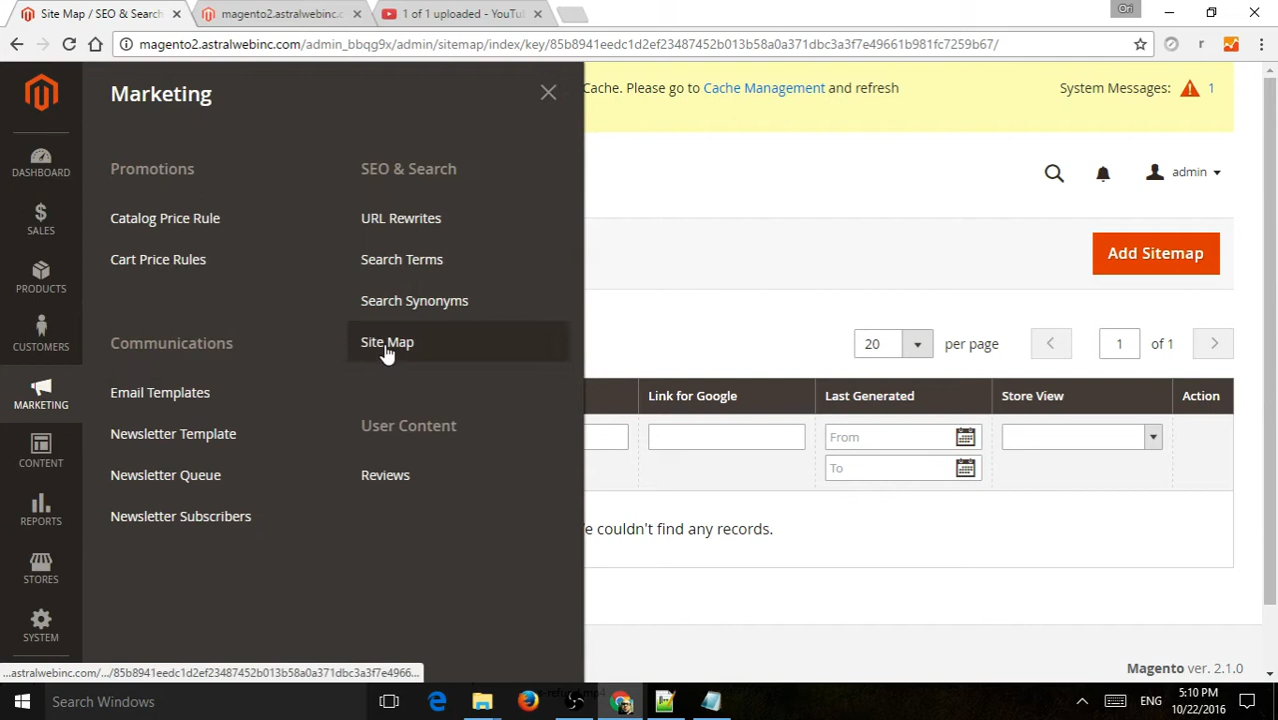 Site Map / SEO & Search
magento2.astralwebinc.com/
1 of 1 uploaded - YouTu
Ori
magento2.astralwebinc.com/admin_bbqg9x/admin/sitemap/index/key/85b8941eedc1d2ef23487452b013b58a0a371dbc3a3f7e49661b981fc7259b67/
Marketing
Cache. Please go to Cache Management and refresh
System Messages: 1
DASHBOARD
SALES
PRODUCTS
CUSTOMERS
MARKETING
CONTENT
REPORTS
STORES
SYSTEM
Promotions
Catalog Price Rule
Cart Price Rules
Communications
Email Templates
Newsletter Template
Newsletter Queue
Newsletter Subscribers
SEO & Search
URL Rewrites
Search Terms
Search Synonyms
Site Map
User Content
Reviews
admin
Add Sitemap
20 per page 1 of 1
Link for Google Last Generated Store View Action
From
To
couldn't find any records.
...astralwebinc.com/.../85b8941eedc1d2ef23487452b013b58a0a371dbc3a3f7e4966...
Magento ver. 2.1.0
Search Windows
ENG
5:10 PM
10/22/2016